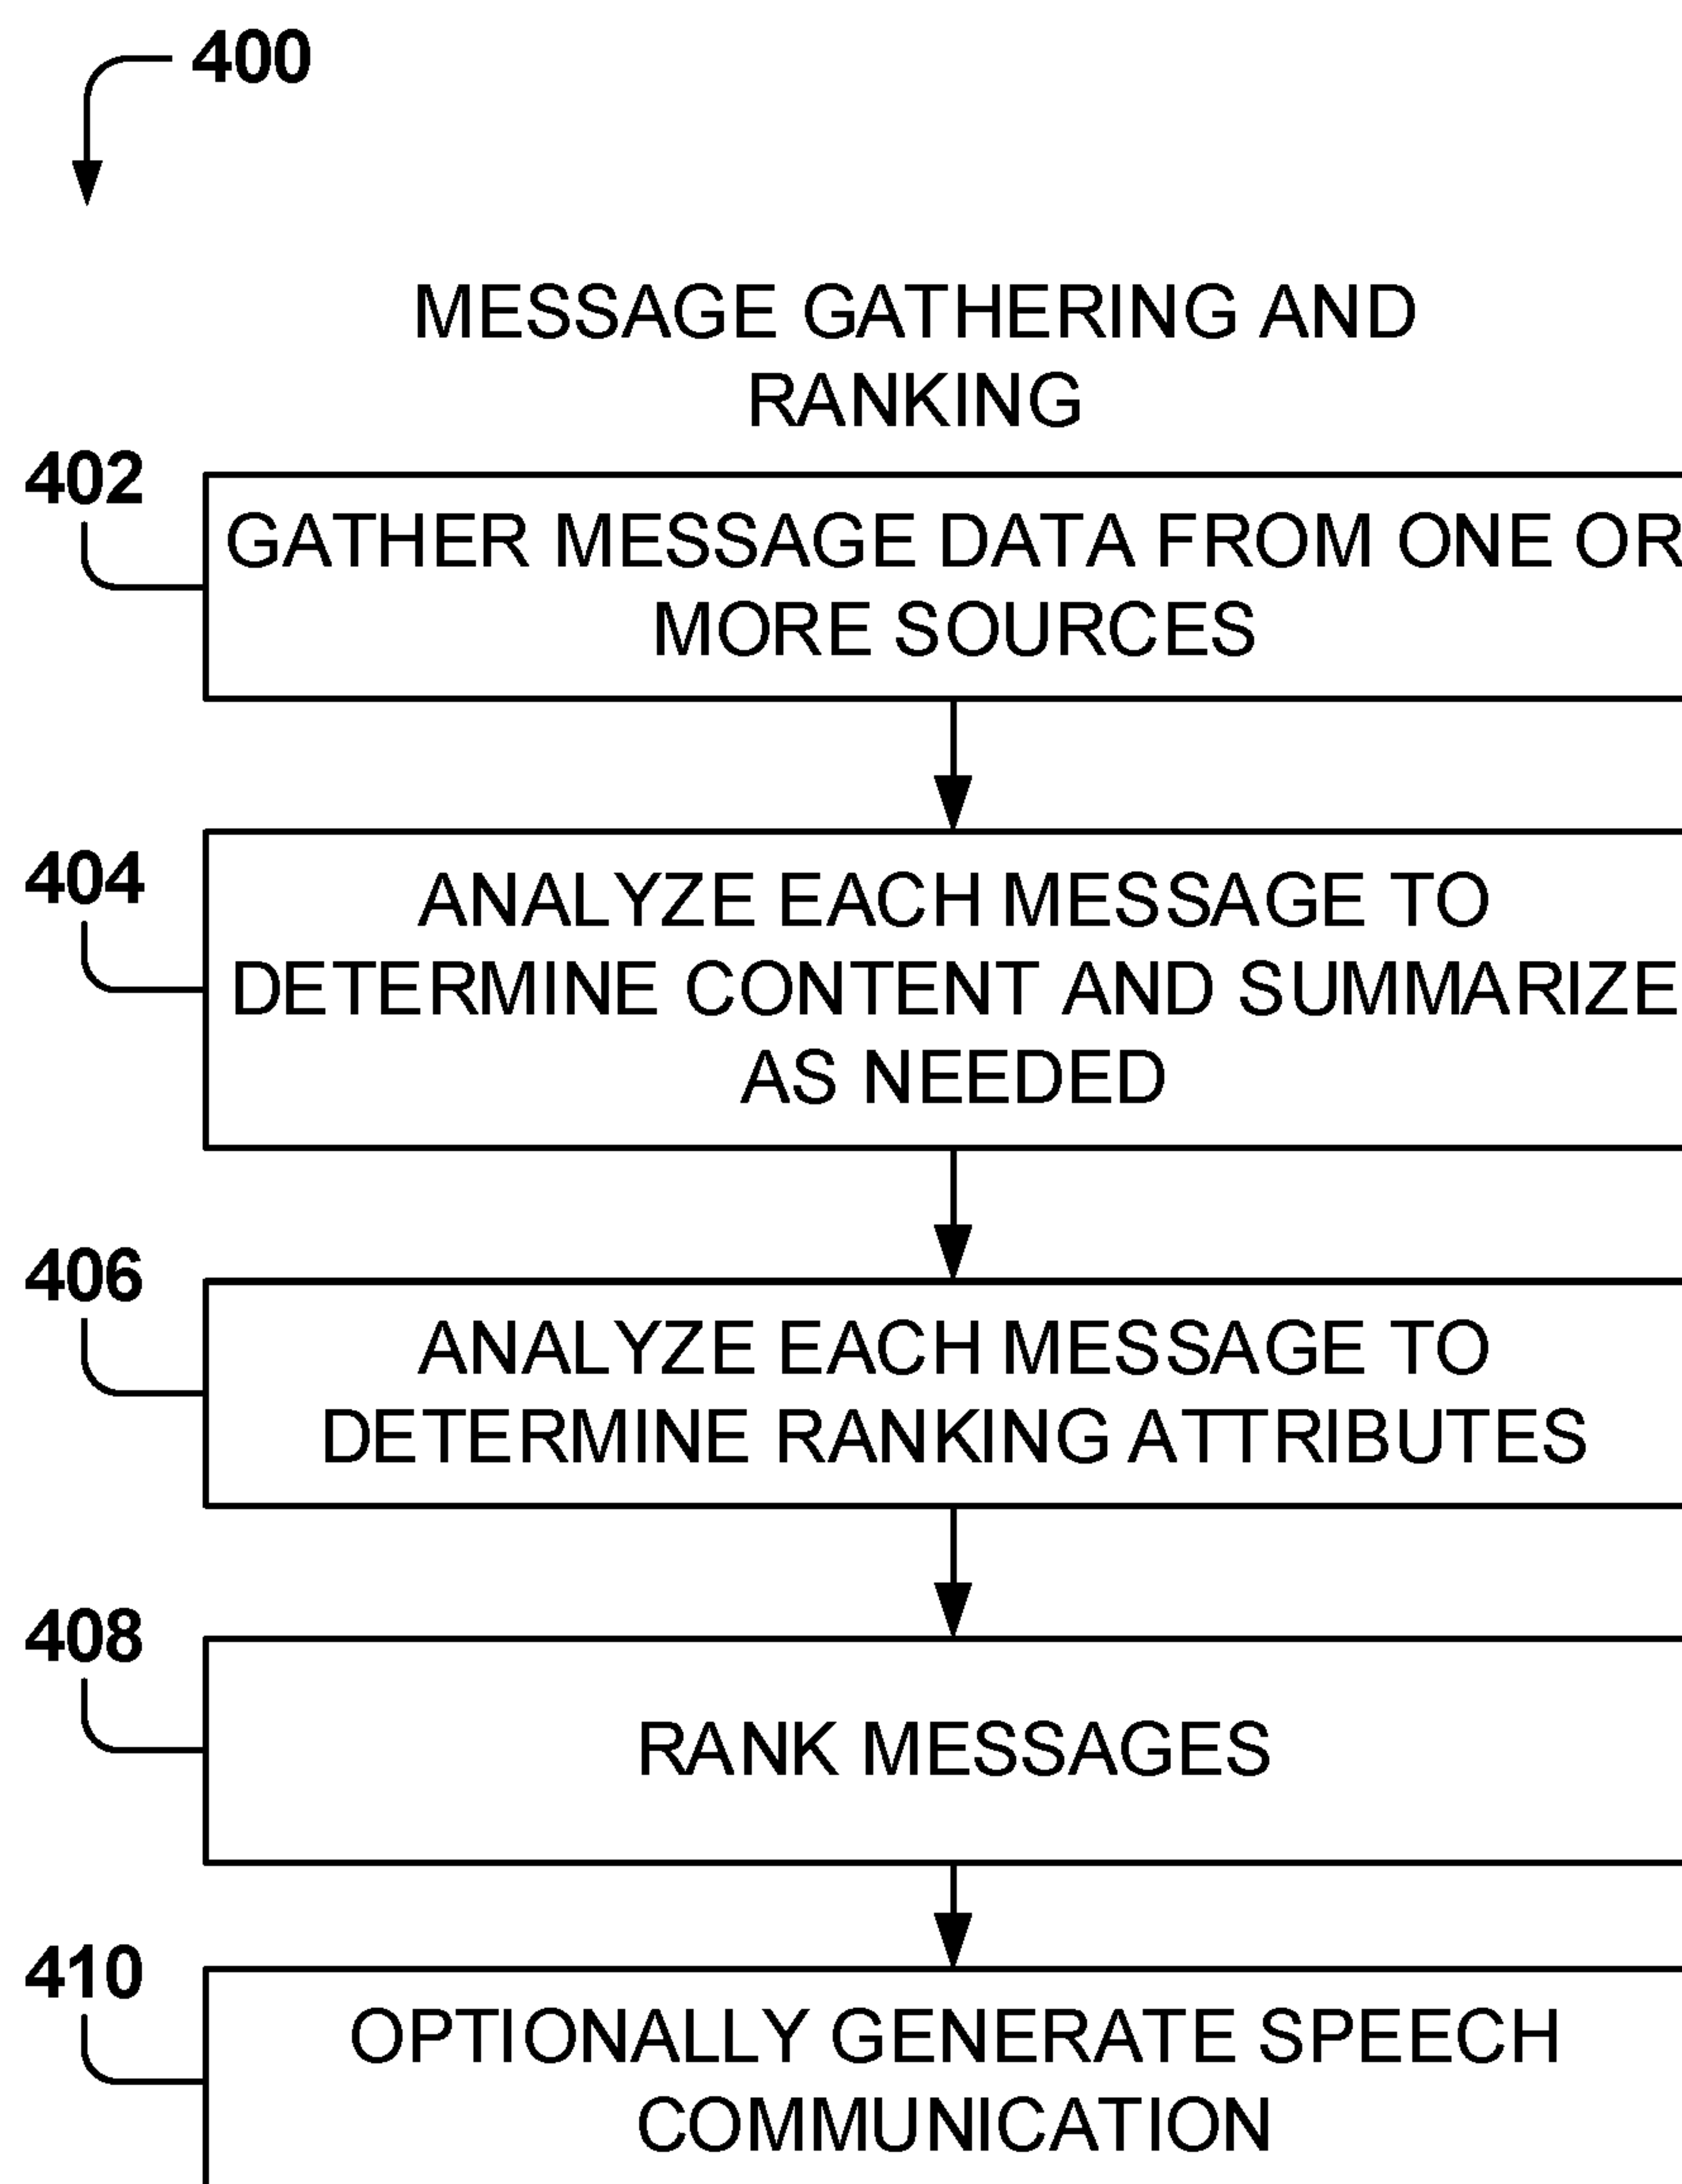 400
MESSAGE GATHERING AND
RANKING
402
GATHER MESSAGE DATA FROM ONE OR
MORE SOURCES
404
ANALYZE EACH MESSAGE TO
DETERMINE CONTENT AND SUMMARIZE
AS NEEDED
406
ANALYZE EACH MESSAGE TO
DETERMINE RANKING ATTRIBUTES
408
RANK MESSAGES
410
OPTIONALLY GENERATE SPEECH
COMMUNICATION